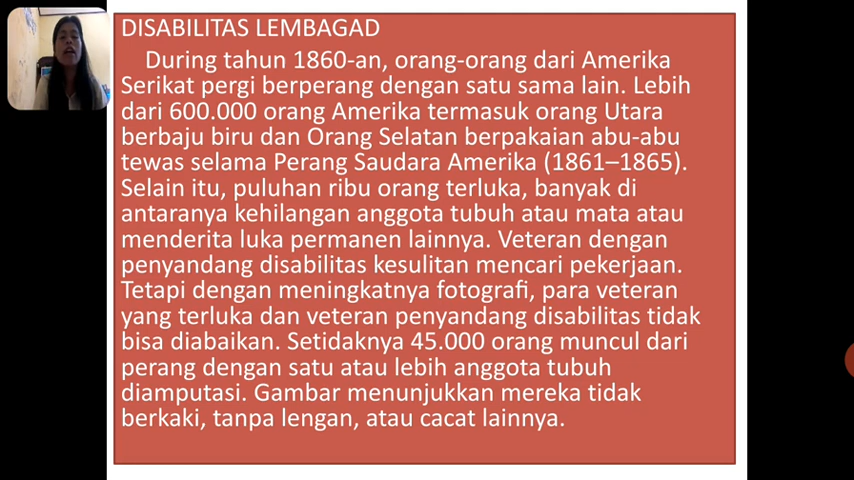 DISABILITAS LEMBAGAD
During tahun 1860-an, orang-orang dari Amerika
Serikat pergi berperang dengan satu sama lain. Lebih
dari 600.000 orang Amerika termasuk orang Utara
berbaju biru dan Orang Selatan berpakaian abu-abu
tewas selama Perang Saudara Amerika (1861–1865).
Selain itu, puluhan ribu orang terluka, banyak di
antaranya kehilangan anggota tubuh atau mata atau
menderita luka permanen lainnya. Veteran dengan
penyandang disabilitas kesulitan mencari pekerjaan.
Tetapi dengan meningkatnya fotografi, para veteran
yang terluka dan veteran penyandang disabilitas tidak
bisa diabaikan. Setidaknya 45.000 orang muncul dari
perang dengan satu atau lebih anggota tubuh
diamputasi. Gambar menunjukkan mereka tidak
berkaki, tanpa lengan, atau cacat lainnya.